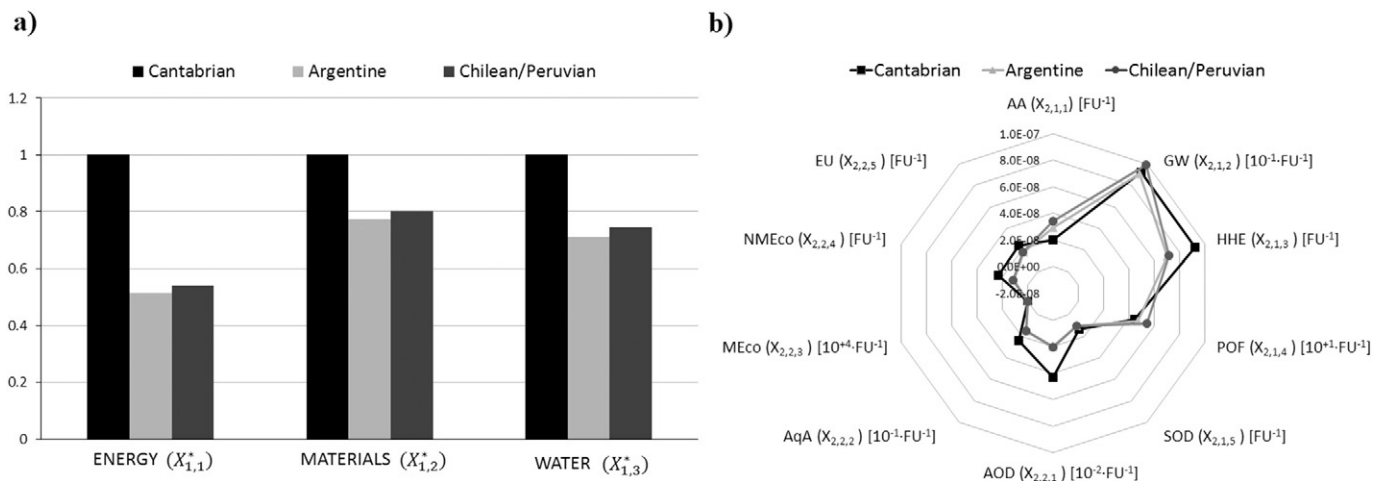 a)
Cantabrian Argentine Chilean/Peruvian
1.2
1
0.8
0.6
0.4
0.2
0
ENERGY (X*1,1) MATERIALS (X*1,2) WATER (X*1,3)
b)
Cantabrian Argentine Chilean/Peruvian
AA (X2,1,1) [FU-1]
1.0E-07
8.0E-08
6.0E-08
4.0E-08
2.0E-08
0.0E+00
-2.0E-08
GW (X2,1,2) [10-1·FU-1]
HHE (X2,1,3) [FU-1]
POF (X2,1,4) [10+1·FU-1]
SOD (X2,1,5) [FU-1]
AOD (X2,2,1) [10-2·FU-1]
AqA (X2,2,2) [10-1·FU-1]
MEco (X2,2,3) [10+4·FU-1]
NMEco (X2,2,4) [FU-1]
EU (X2,2,5) [FU-1]